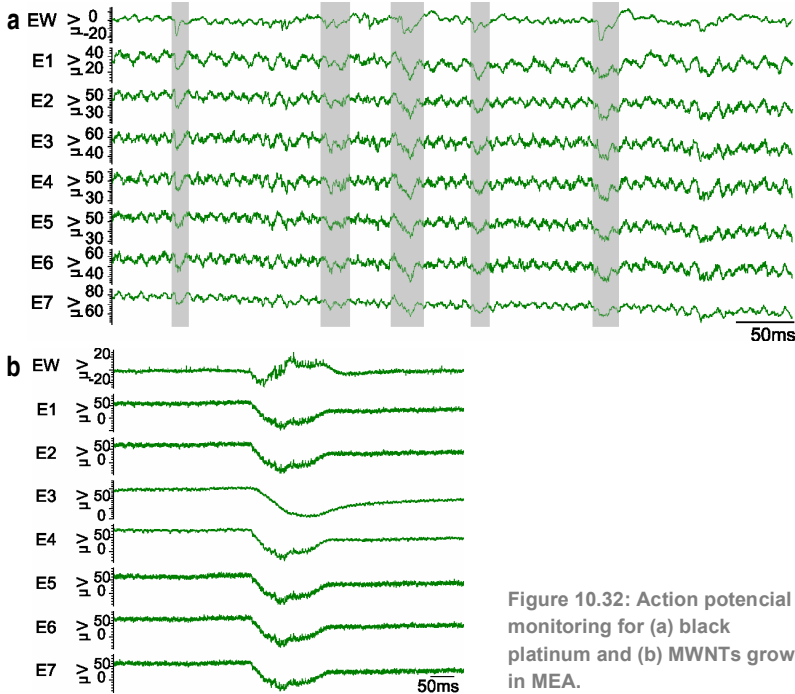 a
EW µV 0 -20
E1 µV 40 20
E2 µV 50 30
E3 µV 60 40
E4 µV 50 30
E5 µV 50 30
E6 µV 60 40
E7 µV 80 60
50ms
b
EW µV 20 -20
E1 µV 50 0
E2 µV 50 0
E3 µV 50 0
E4 µV 50 0
E5 µV 50 0
E6 µV 50 0
E7 µV 50 0
50ms
Figure 10.32: Action potencial
monitoring for (a) black
platinum and (b) MWNTs grow
in MEA.